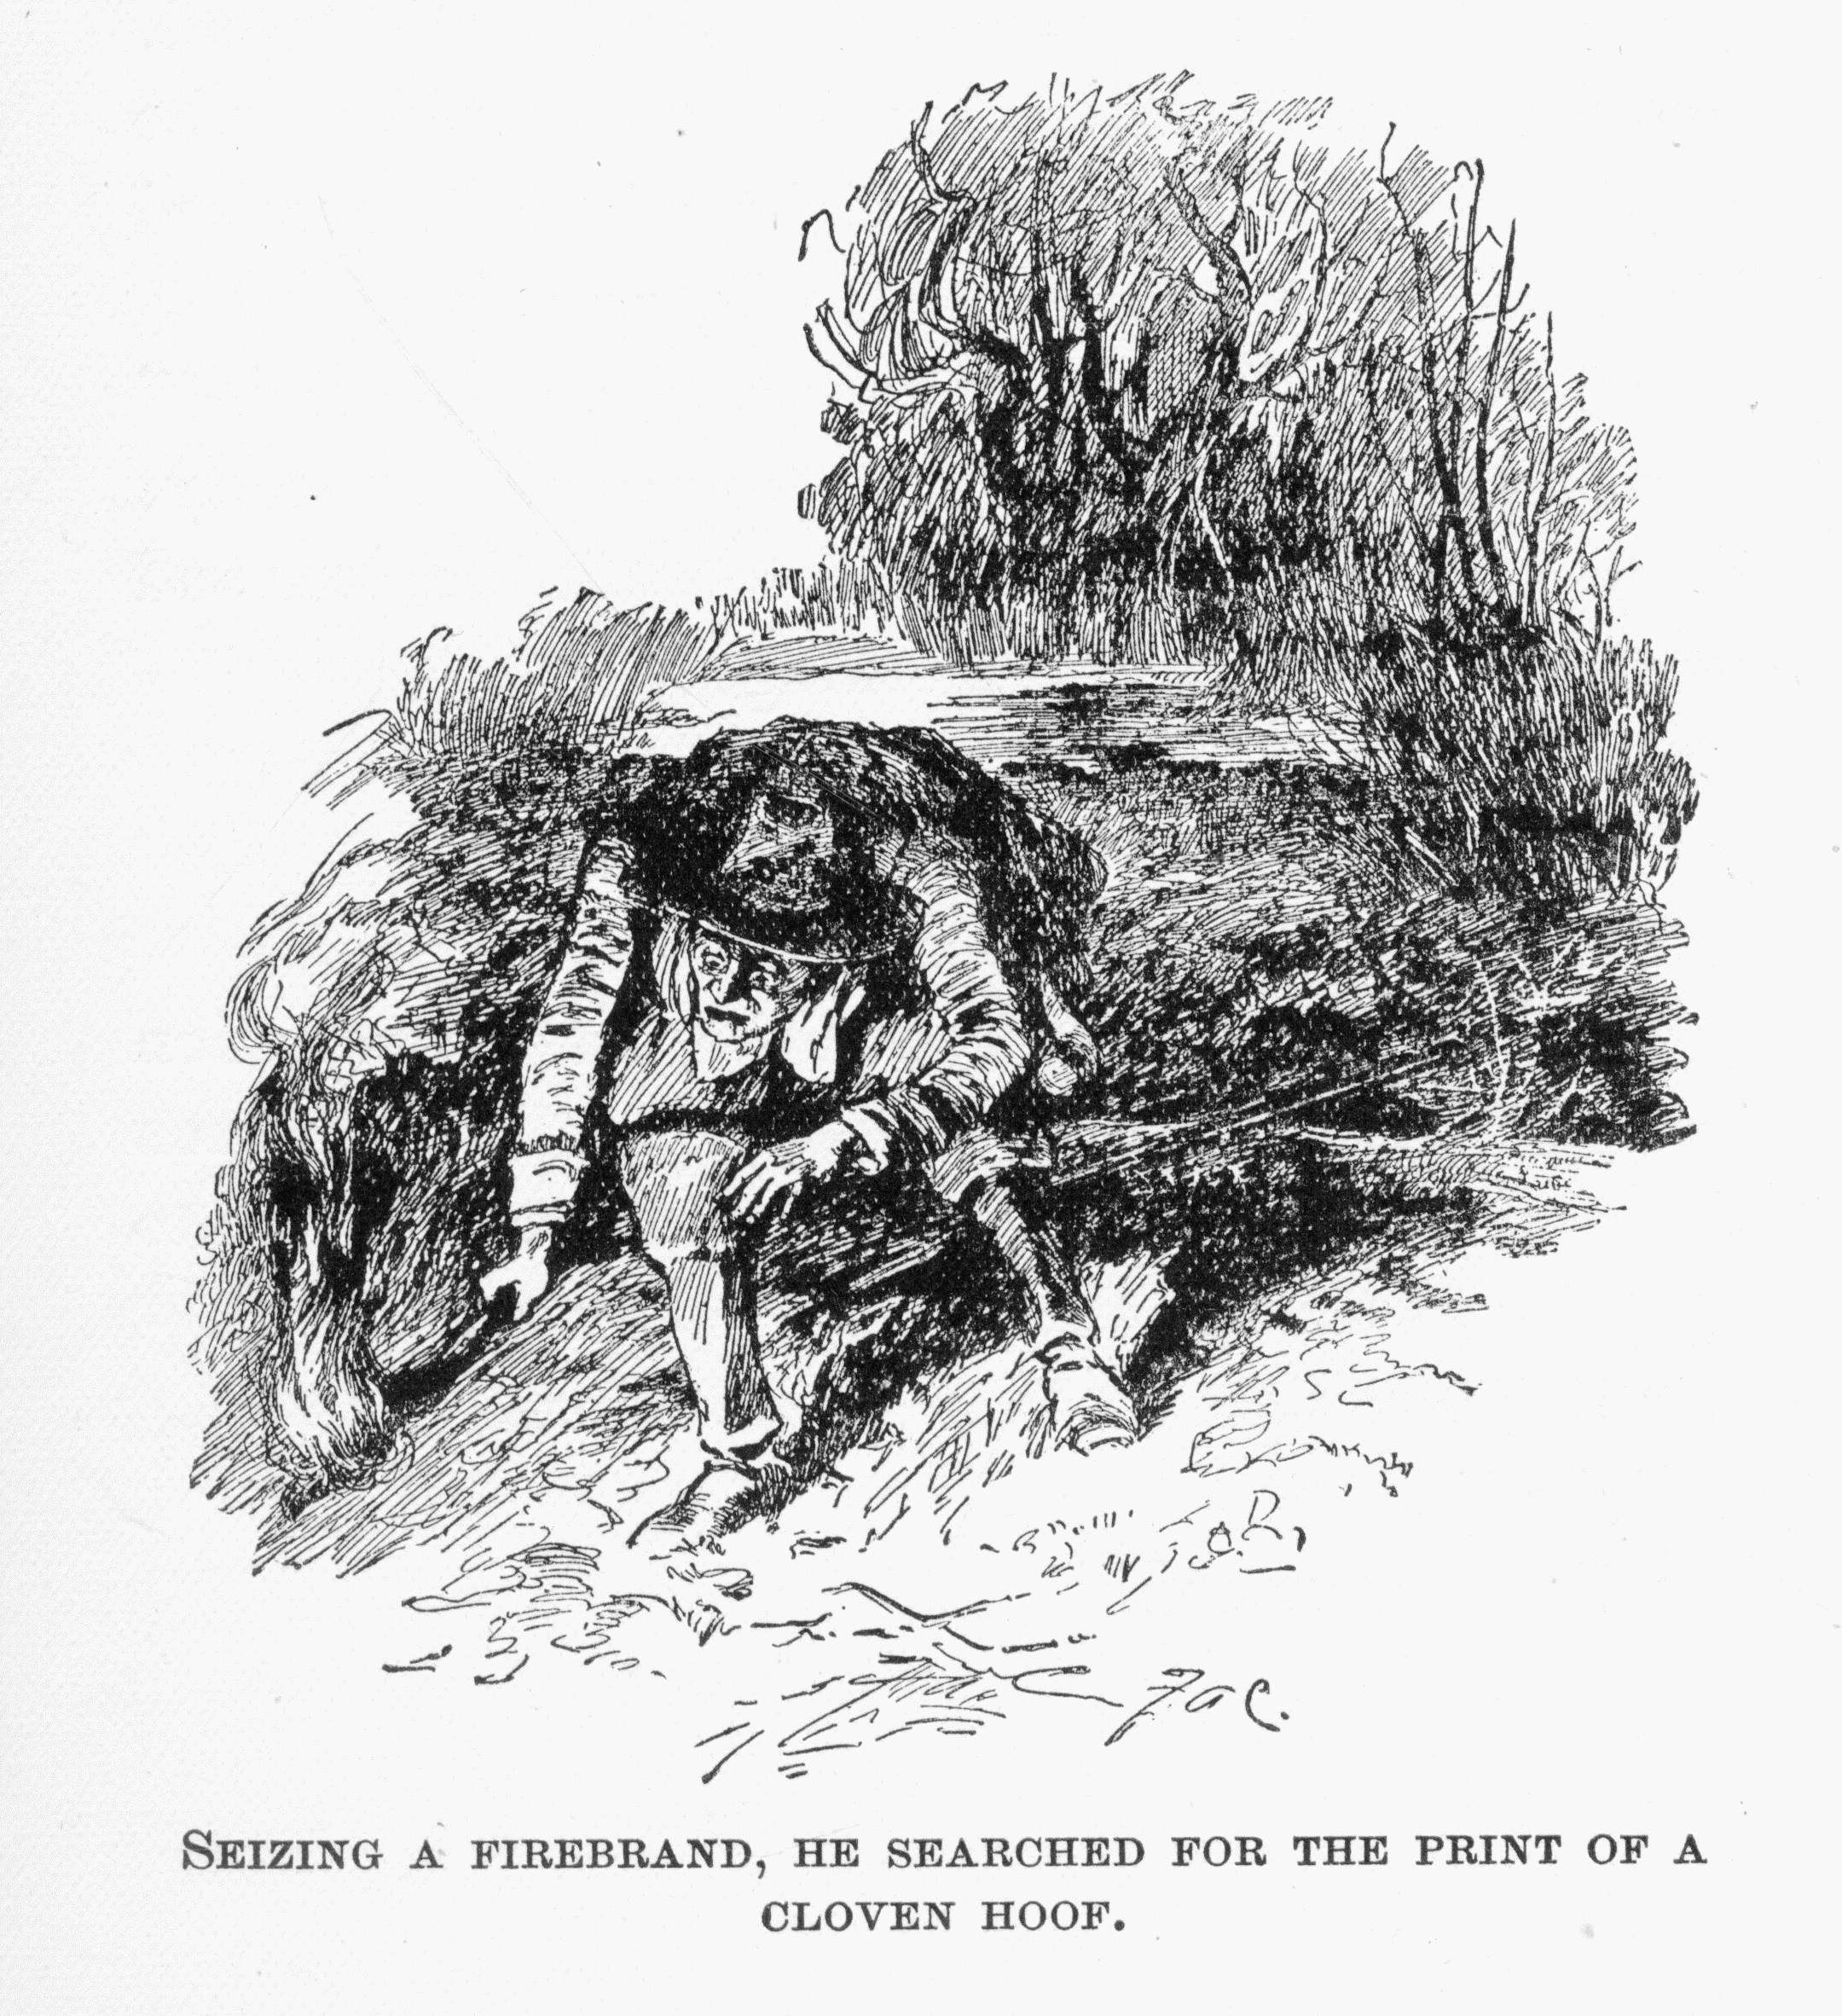 F O C.
SEIZING A FIREBRAND, HE SEARCHED FOR THE PRINT OF A
CLOVEN HOOF.